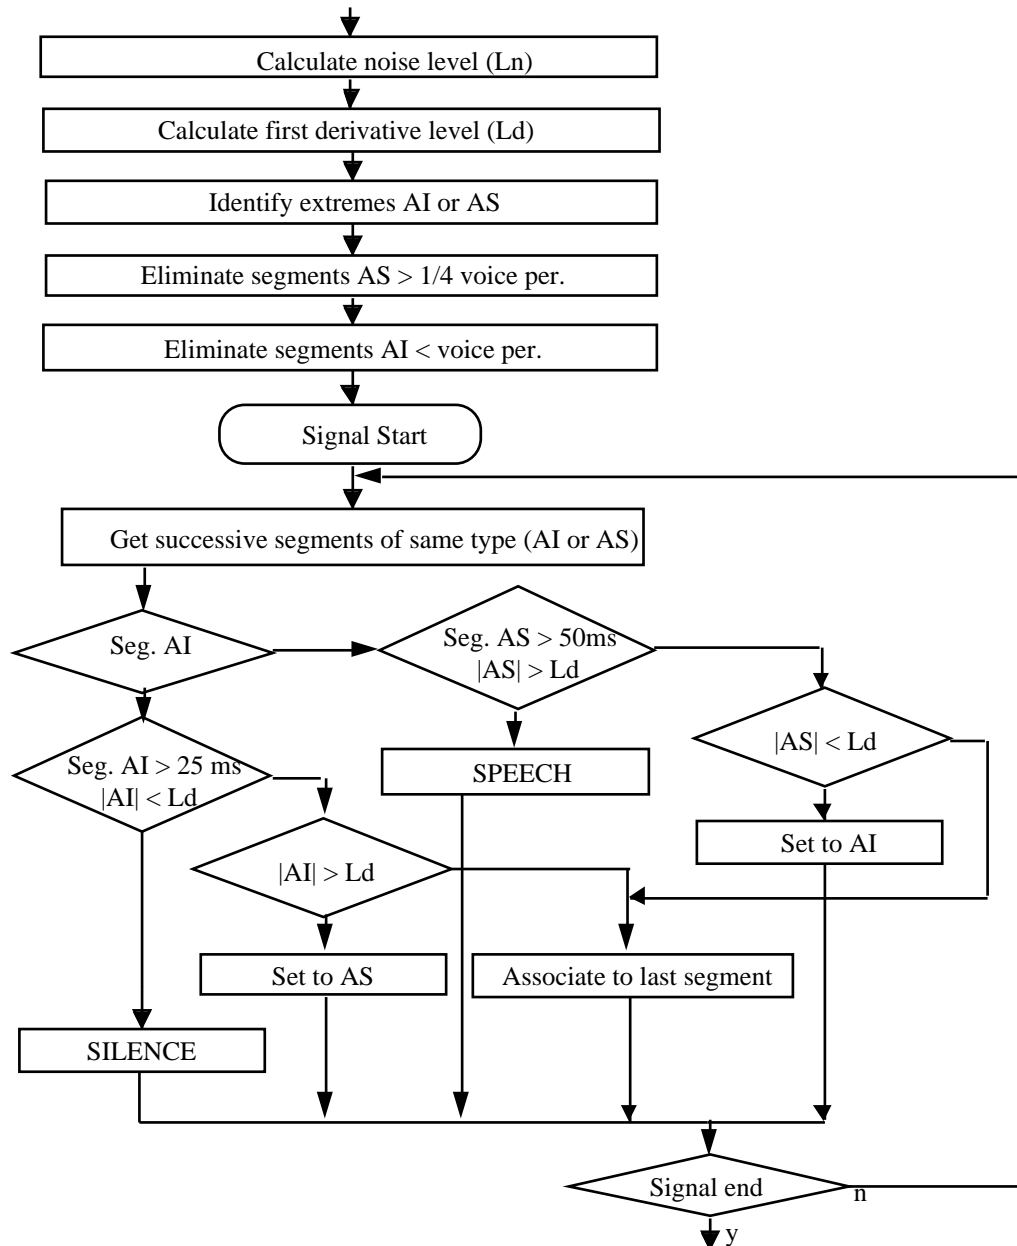 Calculate noise level (Ln)
Calculate first derivative level (Ld)
Identify extremes AI or AS
Eliminate segments AS > 1/4 voice per.
Eliminate segments AI < voice per.
Signal Start
Get successive segments of same type (AI or AS)
Seg. AI
Seg. AS > 50ms
|AS| > Ld
|AS| < Ld
Seg. AI > 25 ms
|AI| < Ld
SPEECH
Set to AI
|AI| > Ld
Set to AS
Associate to last segment
SILENCE
Signal end
n
y